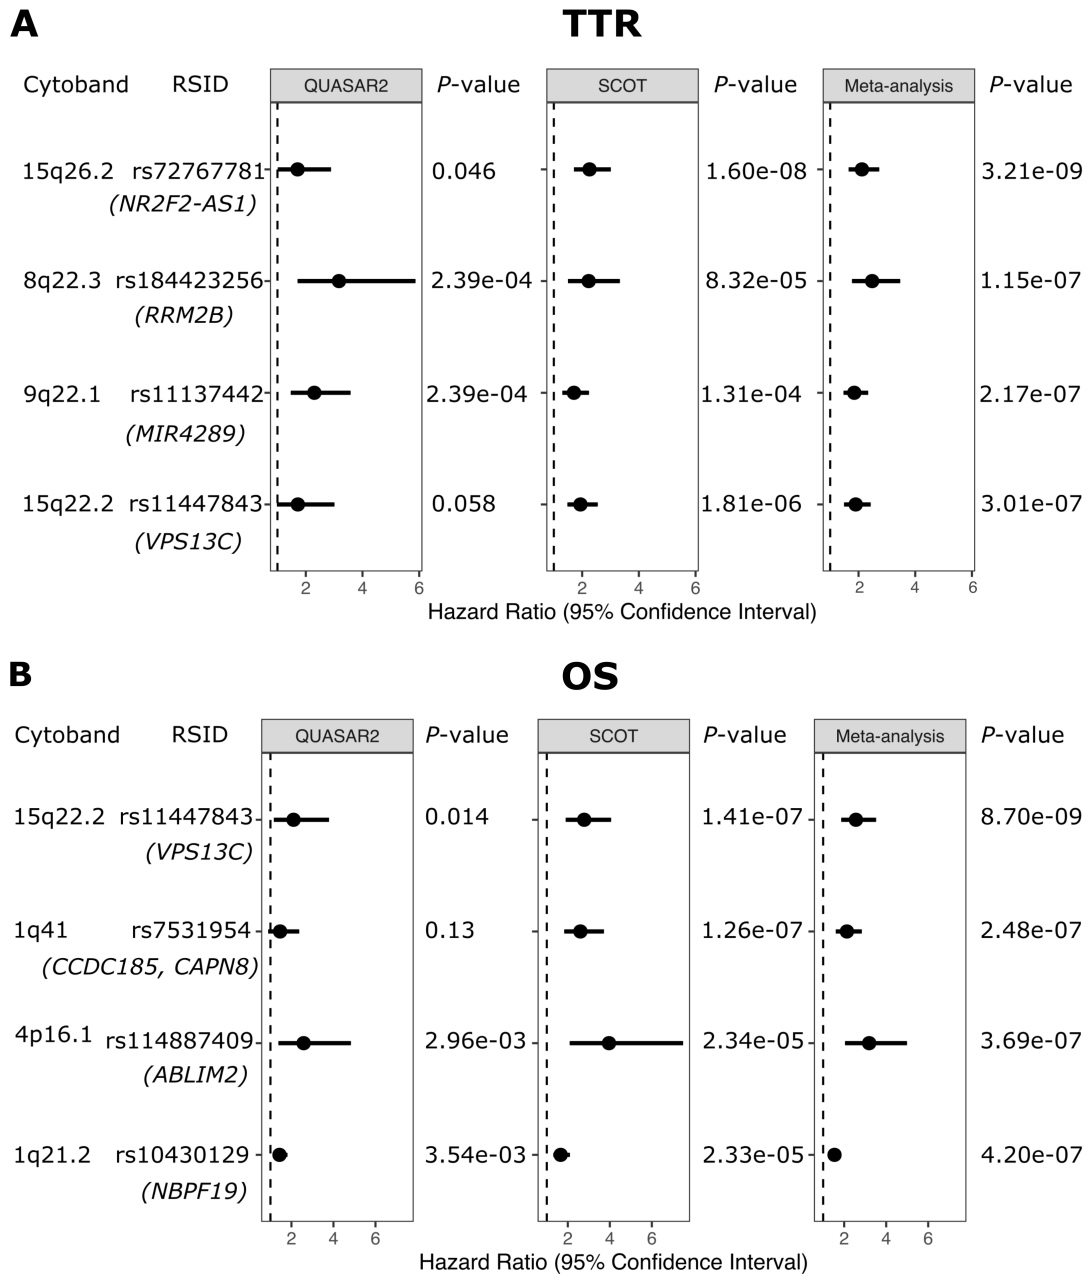 A TTR
Cytoband RSID QUASAR2 P-value SCOT P-value Meta-analysis P-value
15q26.2 rs72767781 0.046 1.60e-08 3.21e-09
(NR2F2-AS1)
8q22.3 rs184423256 2.39e-04 8.32e-05 1.15e-07
(RRM2B)
9q22.1 rs11137442 2.39e-04 1.31e-04 2.17e-07
(MIR4289)
15q22.2 rs11447843 0.058 1.81e-06 3.01e-07
(VPS13C)
2 4 6 2 4 6 2 4 6
Hazard Ratio (95% Confidence Interval)
B OS
Cytoband RSID QUASAR2 P-value SCOT P-value Meta-analysis P-value
15q22.2 rs11447843 0.014 1.41e-07 8.70e-09
(VPS13C)
1q41 rs7531954 0.13 1.26e-07 2.48e-07
(CCDC185, CAPN8)
4p16.1 rs114887409 2.96e-03 2.34e-05 3.69e-07
(ABLIM2)
1q21.2 rs10430129 3.54e-03 2.33e-05 4.20e-07
(NBPF19)
2 4 6 2 4 6 2 4 6
Hazard Ratio (95% Confidence Interval)